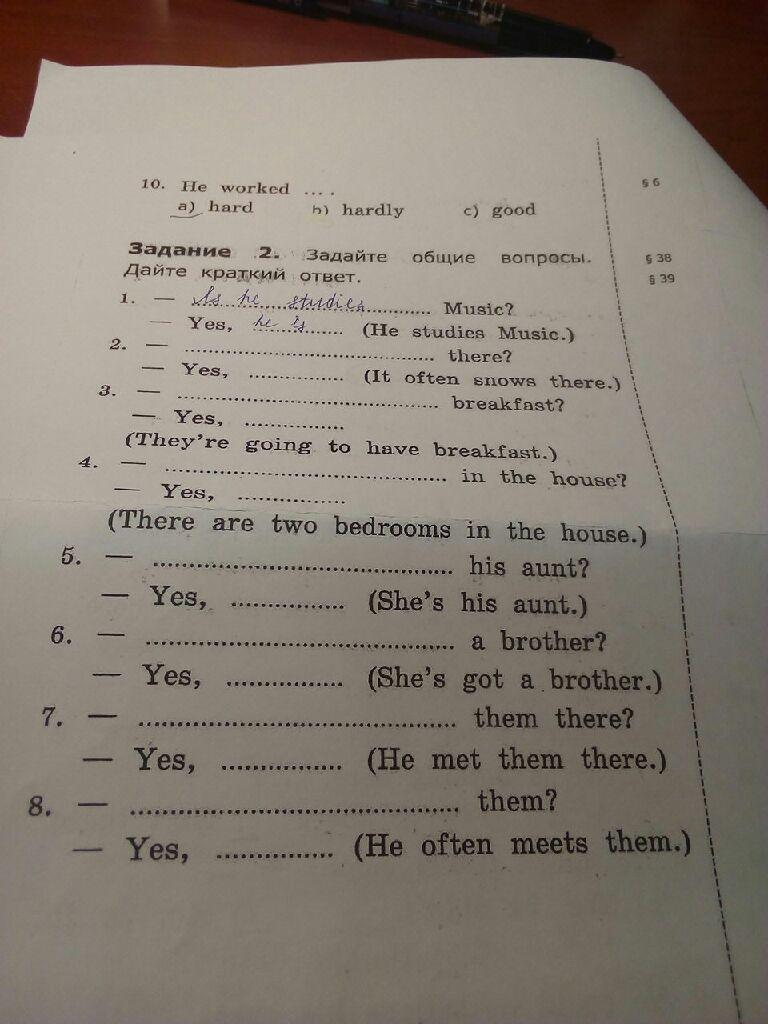 10. He worked ....
§ 6
a) hard b) hardly c) good
Задание 2. Задайте общие вопросы.
§ 38
Дайте краткий ответ.
§ 39
1. — Is he studies .............. Music?
— Yes, he is ....... (He studies Music.)
2. — .......................................... there?
— Yes, ................ (It often snows there.)
3. — ............................................ breakfast?
— Yes, ................
(They're going to have breakfast.)
4. — ............................................ in the house?
— Yes, ................
(There are two bedrooms in the house.)
5. — ............................................ his aunt?
— Yes, ................ (She's his aunt.)
6. — ............................................ a brother?
— Yes, ................ (She's got a brother.)
7. — ............................................ them there?
— Yes, ................ (He met them there.)
8. — ............................................ them?
— Yes, ................ (He often meets them.)